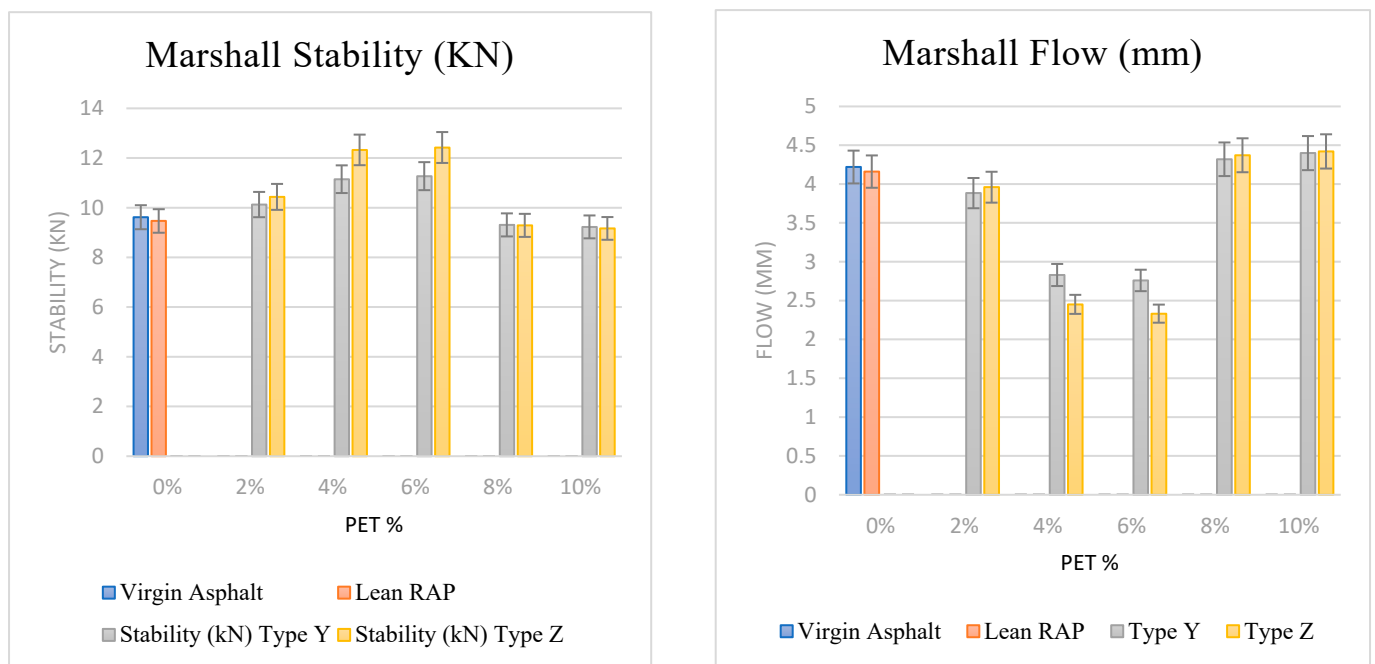 Marshall Stability (KN)
STABILITY (KN)
14
12
10
8
6
4
2
0
0% 2% 4% 6% 8% 10%
PET %
Virgin Asphalt Lean RAP
Stability (kN) Type Y Stability (kN) Type Z
Marshall Flow (mm)
FLOW (MM)
5
4.5
4
3.5
3
2.5
2
1.5
1
0.5
0
0% 2% 4% 6% 8% 10%
PET %
Virgin Asphalt Lean RAP Type Y Type Z